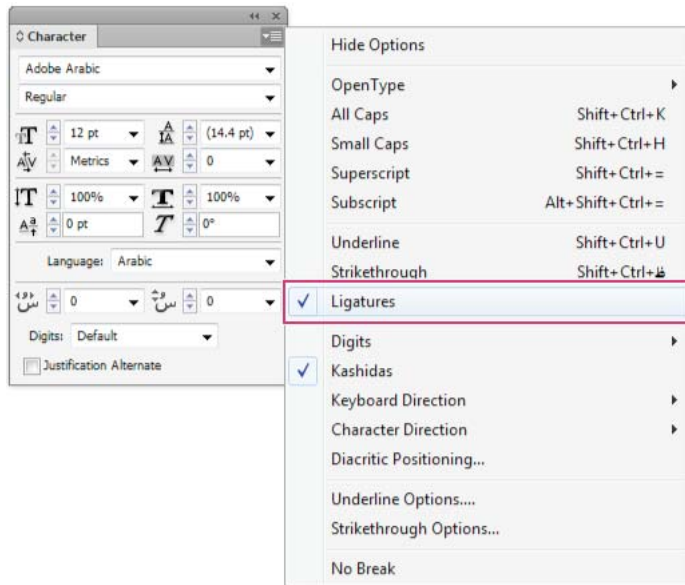 Character
Adobe Arabic
Regular
12 pt
(14.4 pt)
Metrics
0
100%
100%
0 pt
0°
Language: Arabic
0
0
Digits: Default
Justification Alternate
Hide Options
OpenType
All Caps Shift+Ctrl+K
Small Caps Shift+Ctrl+H
Superscript Shift+Ctrl+=
Subscript Alt+Shift+Ctrl+=
Underline Shift+Ctrl+U
Strikethrough Shift+Ctrl+
Ligatures
Digits
Kashidas
Keyboard Direction
Character Direction
Diacritic Positioning...
Underline Options....
Strikethrough Options...
No Break